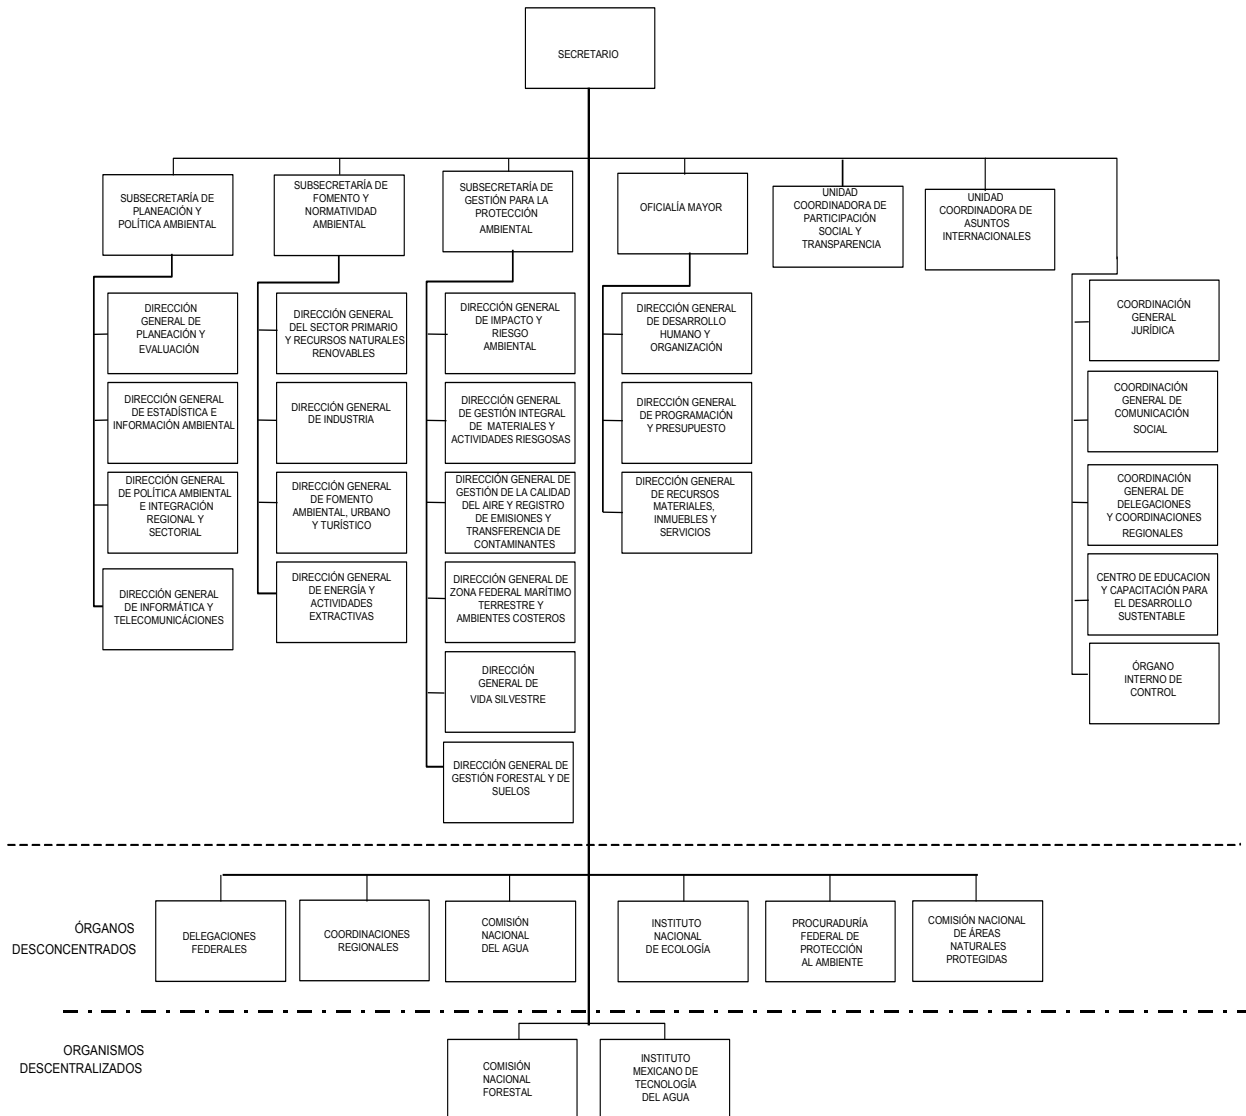 SECRETARIO
SUBSECRETARÍA DE
PLANEACIÓN Y
POLÍTICA AMBIENTAL
SUBSECRETARÍA DE
FOMENTO Y
NORMATIVIDAD
AMBIENTAL
SUBSECRETARÍA DE
GESTIÓN PARA LA
PROTECCIÓN
AMBIENTAL
OFICIALÍA MAYOR
UNIDAD
COORDINADORA DE
PARTICIPACIÓN
SOCIAL Y
TRANSPARENCIA
UNIDAD
COORDINADORA DE
ASUNTOS
INTERNACIONALES
DIRECCIÓN
GENERAL DE
PLANEACIÓN Y
EVALUACIÓN
DIRECCIÓN GENERAL
DE ESTADÍSTICA E
INFORMACIÓN AMBIENTAL
DIRECCIÓN GENERAL
DE POLÍTICA AMBIENTAL
E INTEGRACIÓN
REGIONAL Y
SECTORIAL
DIRECCIÓN GENERAL
DE INFORMÁTICA Y
TELECOMUNICÁCIONES
DIRECCIÓN GENERAL
DEL SECTOR PRIMARIO
Y RECURSOS NATURALES
RENOVABLES
DIRECCIÓN GENERAL
DE INDUSTRIA
DIRECCIÓN GENERAL
DE FOMENTO
AMBIENTAL, URBANO
Y TURÍSTICO
DIRECCIÓN GENERAL
DE ENERGÍA Y
ACTIVIDADES
EXTRACTIVAS
DIRECCIÓN GENERAL
DE IMPACTO Y
RIESGO
AMBIENTAL
DIRECCIÓN GENERAL
DE GESTIÓN INTEGRAL
DE MATERIALES Y
ACTIVIDADES RIESGOSAS
DIRECCIÓN GENERAL DE
GESTIÓN DE LA CALIDAD
DEL AIRE Y REGISTRO
DE EMISIONES Y
TRANSFERENCIA DE
CONTAMINANTES
DIRECCIÓN GENERAL DE
ZONA FEDERAL MARÍTIMO
TERRESTRE Y
AMBIENTES COSTEROS
DIRECCIÓN
GENERAL DE
VIDA SILVESTRE
DIRECCIÓN GENERAL DE
GESTIÓN FORESTAL Y DE
SUELOS
DIRECCIÓN GENERAL
DE DESARROLLO
HUMANO Y
ORGANIZACIÓN
DIRECCIÓN GENERAL
DE PROGRAMACIÓN
Y PRESUPUESTO
DIRECCIÓN GENERAL
DE RECURSOS
MATERIALES,
INMUEBLES Y
SERVICIOS
COORDINACIÓN
GENERAL
JURÍDICA
COORDINACIÓN
GENERAL DE
COMUNICACIÓN
SOCIAL
COORDINACIÓN
GENERAL DE
DELEGACIONES
Y COORDINACIONES
REGIONALES
CENTRO DE EDUCACION
Y CAPACITACIÓN PARA
EL DESARROLLO
SUSTENTABLE
ÓRGANO
INTERNO DE
CONTROL
ÓRGANOS
DESCONCENTRADOS
DELEGACIONES
FEDERALES
COORDINACIONES
REGIONALES
COMISIÓN
NACIONAL
DEL AGUA
INSTITUTO
NACIONAL
DE ECOLOGÍA
PROCURADURÍA
FEDERAL DE
PROTECCIÓN
AL AMBIENTE
COMISIÓN NACIONAL
DE ÁREAS
NATURALES
PROTEGIDAS
ORGANISMOS
DESCENTRALIZADOS
COMISIÓN
NACIONAL
FORESTAL
INSTITUTO
MEXICANO DE
TECNOLOGÍA
DEL AGUA